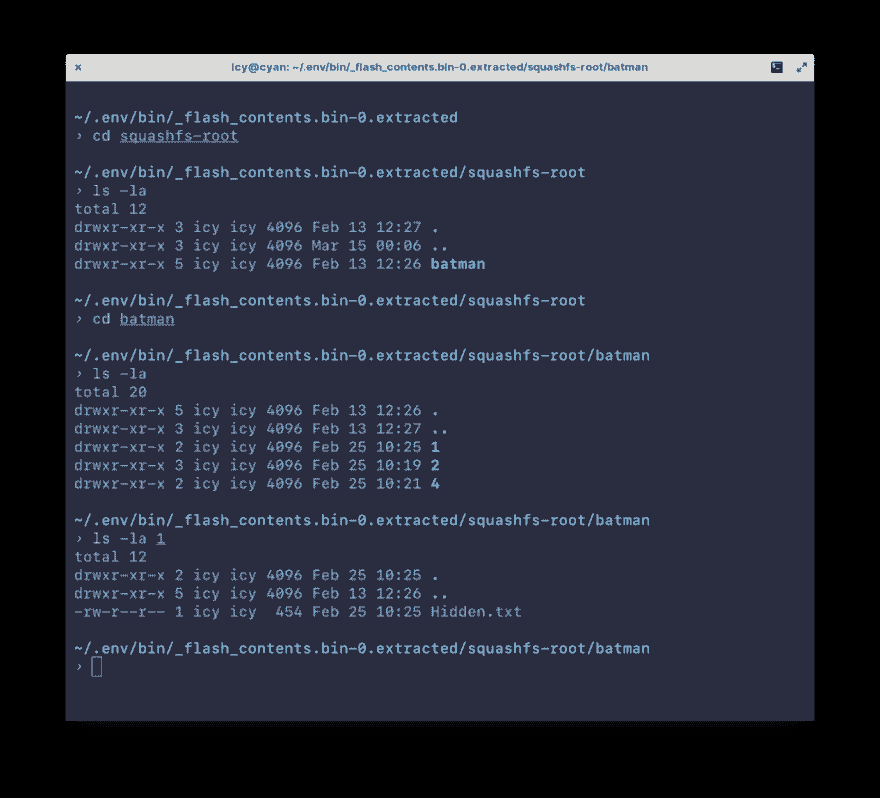 icy@cyan: ~/.env/bin/_flash_contents.bin-0.extracted/squashfs-root/batman
~/.env/bin/_flash_contents.bin-0.extracted
› cd squashfs-root
~/.env/bin/_flash_contents.bin-0.extracted/squashfs-root
› ls -la
total 12
drwxr-xr-x 3 icy icy 4096 Feb 13 12:27 .
drwxr-xr-x 3 icy icy 4096 Mar 15 00:06 ..
drwxr-xr-x 5 icy icy 4096 Feb 13 12:26 batman
~/.env/bin/_flash_contents.bin-0.extracted/squashfs-root
› cd batman
~/.env/bin/_flash_contents.bin-0.extracted/squashfs-root/batman
› ls -la
total 20
drwxr-xr-x 5 icy icy 4096 Feb 13 12:26 .
drwxr-xr-x 3 icy icy 4096 Feb 13 12:27 ..
drwxr-xr-x 2 icy icy 4096 Feb 25 10:25 1
drwxr-xr-x 3 icy icy 4096 Feb 25 10:19 2
drwxr-xr-x 2 icy icy 4096 Feb 25 10:21 4
~/.env/bin/_flash_contents.bin-0.extracted/squashfs-root/batman
› ls -la 1
total 12
drwxr-xr-x 2 icy icy 4096 Feb 25 10:25 .
drwxr-xr-x 5 icy icy 4096 Feb 13 12:26 ..
-rw-r--r-- 1 icy icy  454 Feb 25 10:25 Hidden.txt
~/.env/bin/_flash_contents.bin-0.extracted/squashfs-root/batman
›